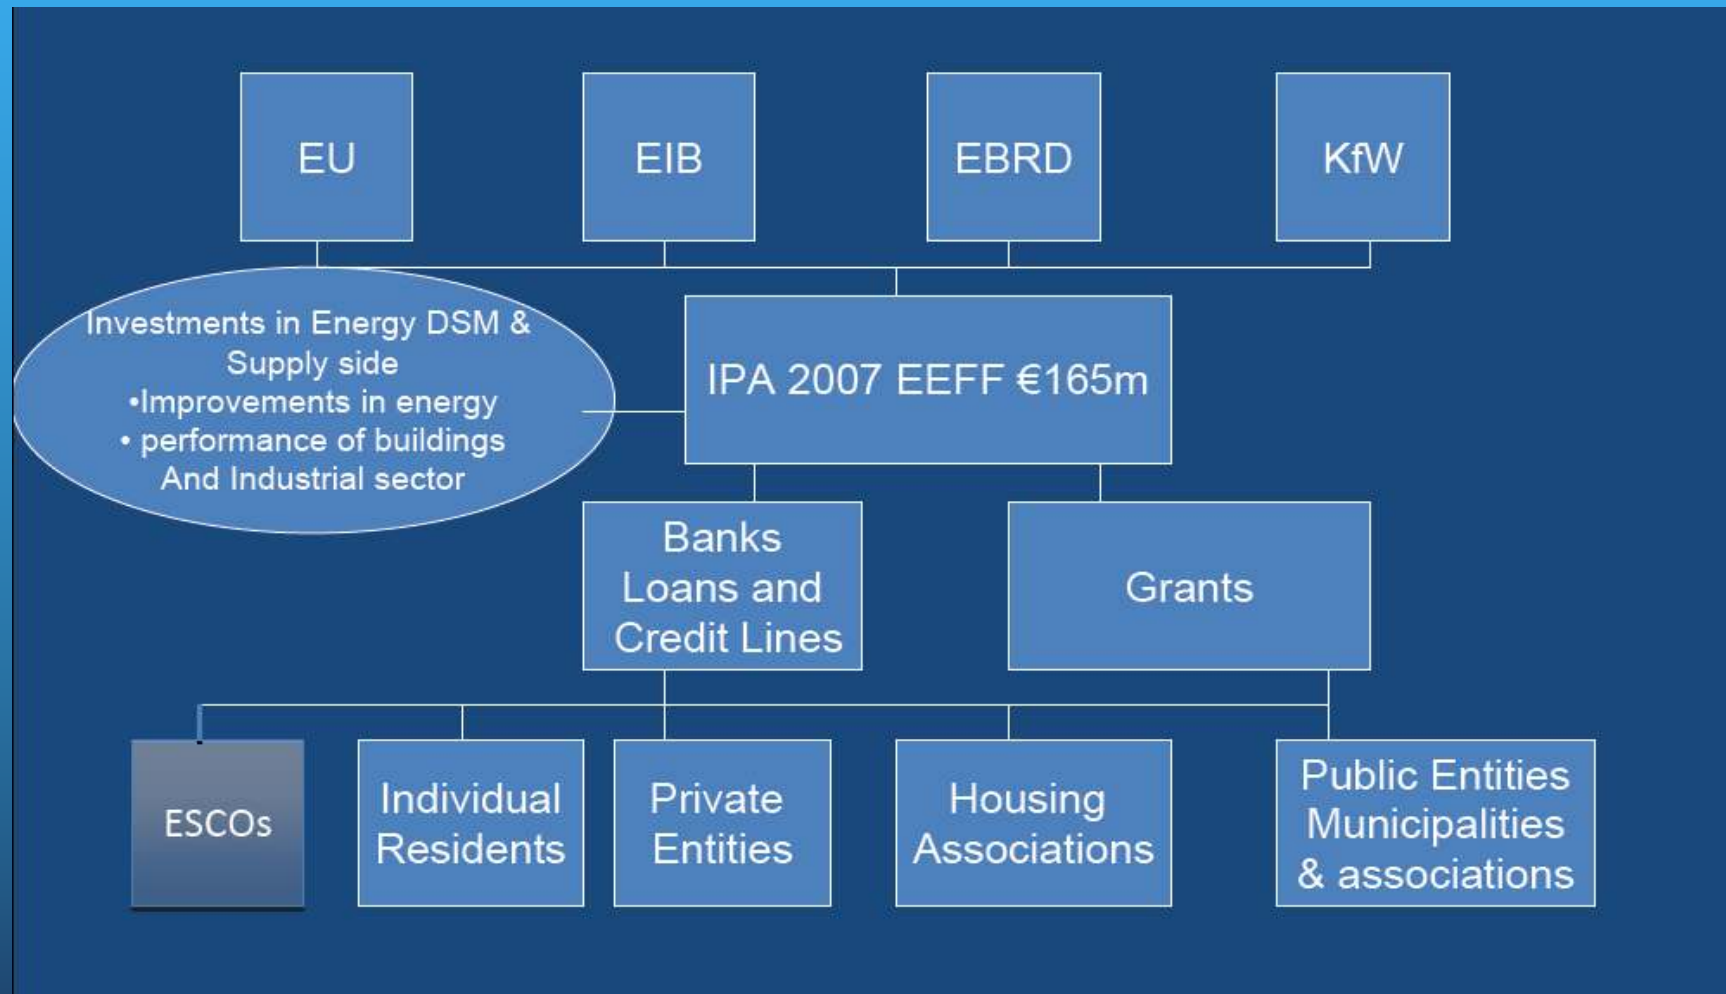 EU
EIB
EBRD
KfW
Investments in Energy DSM &
Supply side
•Improvements in energy
• performance of buildings
And Industrial sector
IPA 2007 EEFF €165m
Banks
Loans and
Credit Lines
Grants
ESCOs
Individual
Residents
Private
Entities
Housing
Associations
Public Entities
Municipalities
& associations